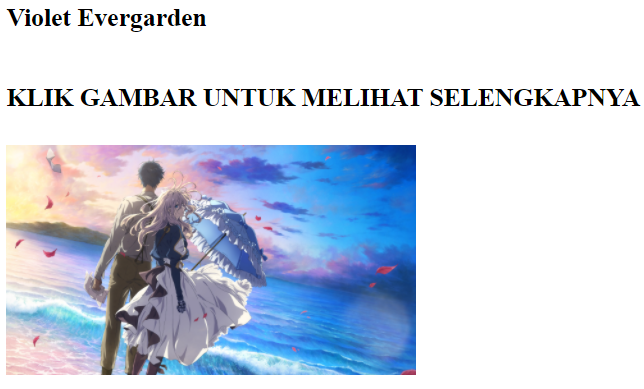 Violet Evergarden
KLIK GAMBAR UNTUK MELIHAT SELENGKAPNYA